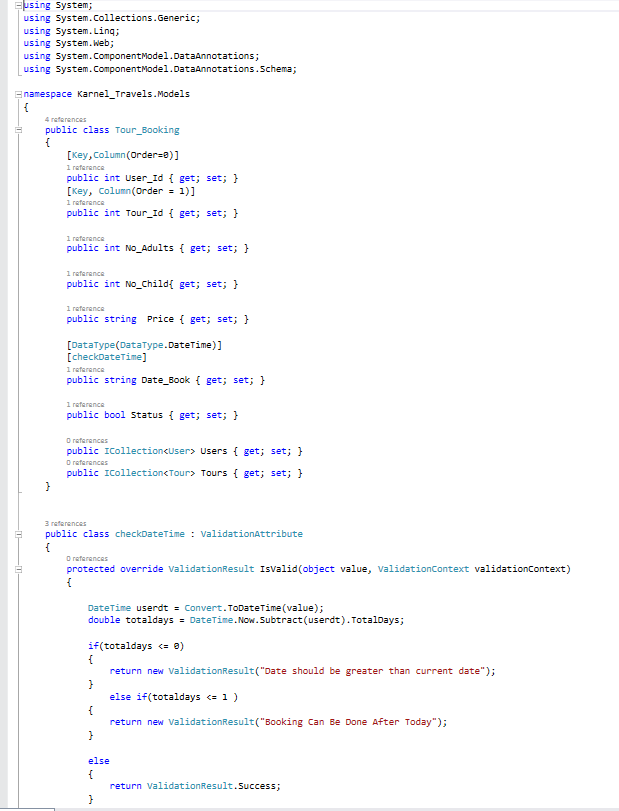 using System;
using System.Collections.Generic;
using System.Linq;
using System.Web;
using System.ComponentModel.DataAnnotations;
using System.ComponentModel.DataAnnotations.Schema;
namespace Karnel_Travels.Models
{
4 references
public class Tour_Booking
{
[Key,Column(Order=0)]
1 reference
public int User_Id { get; set; }
[Key, Column(Order = 1)]
1 reference
public int Tour_Id { get; set; }
1 reference
public int No_Adults { get; set; }
1 reference
public int No_Child{ get; set; }
1 reference
public string  Price { get; set; }
[DataType(DataType.DateTime)]
[checkDateTime]
1 reference
public string Date_Book { get; set; }
1 reference
public bool Status { get; set; }
0 references
public ICollection<User> Users { get; set; }
0 references
public ICollection<Tour> Tours { get; set; }
}
3 references
public class checkDateTime : ValidationAttribute
{
0 references
protected override ValidationResult IsValid(object value, ValidationContext validationContext)
{
DateTime userdt = Convert.ToDateTime(value);
double totaldays = DateTime.Now.Subtract(userdt).TotalDays;
if(totaldays <= 0)
{
return new ValidationResult("Date should be greater than current date");
}
else if(totaldays <= 1 )
{
return new ValidationResult("Booking Can Be Done After Today");
}
else
{
return ValidationResult.Success;
}